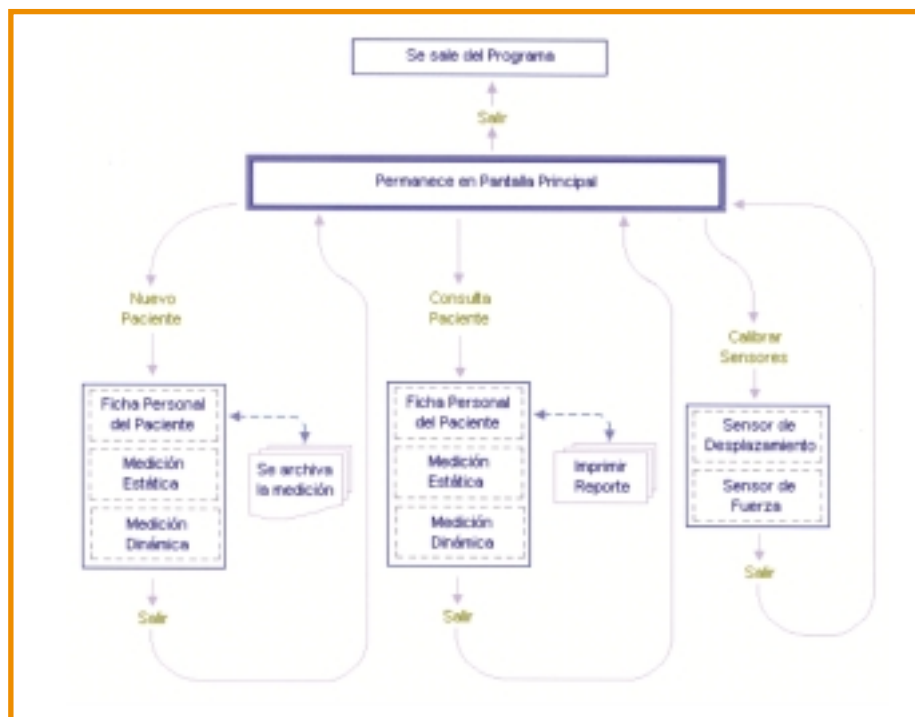 Se sale del Programa
Salir
Permanece en Pantalla Principal
Nuevo
Paciente
Ficha Personal
del Paciente
Medición
Estática
Medición
Dinámica
Se archiva
la medición
Salir
Consulta
Paciente
Ficha Personal
del Paciente
Medición
Estática
Medición
Dinámica
Imprimir
Reporte
Salir
Calibrar
Sensores
Sensor de
Desplazamiento
Sensor de
Fuerza
Salir